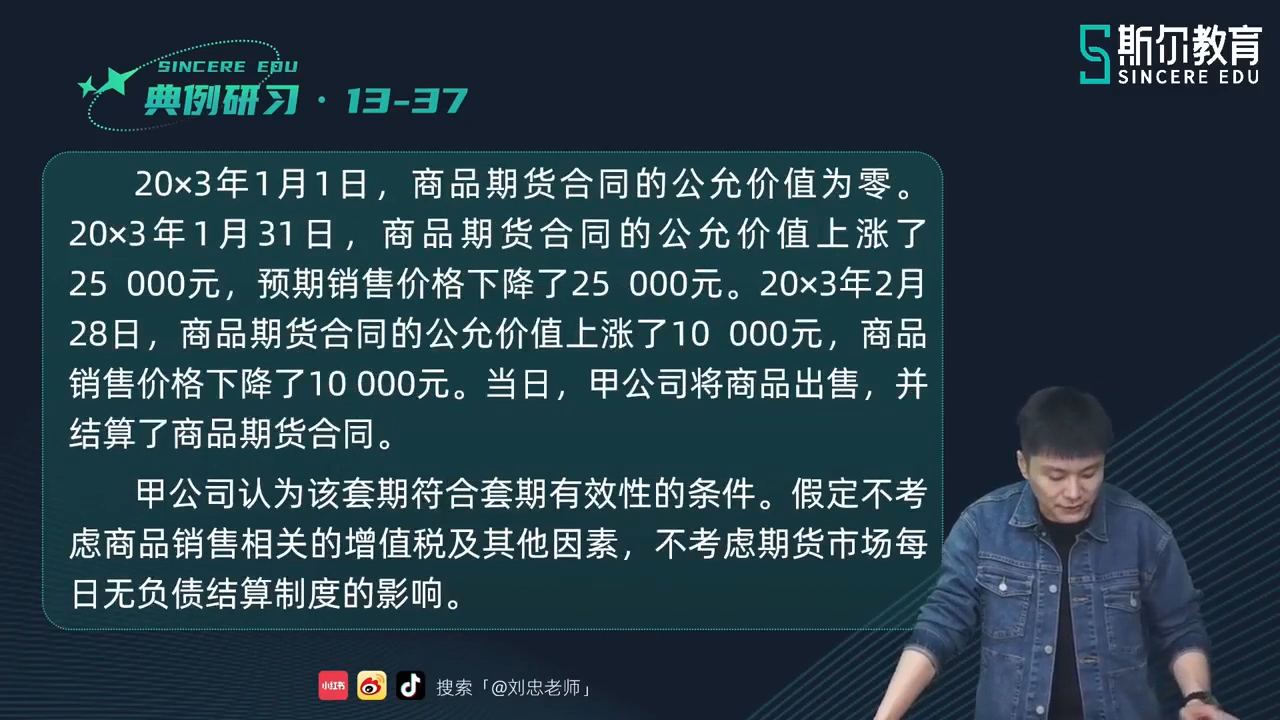 斯尔教育
SINCERE EDU
SINCERE EDU
典例研习 · 13-37
20×3年1月1日，商品期货合同的公允价值为零。
20×3年1月31日，商品期货合同的公允价值上涨了
25 000元，预期销售价格下降了25 000元。20×3年2月
28日，商品期货合同的公允价值上涨了10 000元，商品
销售价格下降了10 000元。当日，甲公司将商品出售，并
结算了商品期货合同。
甲公司认为该套期符合套期有效性的条件。假定不考
虑商品销售相关的增值税及其他因素，不考虑期货市场每
日无负债结算制度的影响。
小红书
搜索「@刘忠老师」